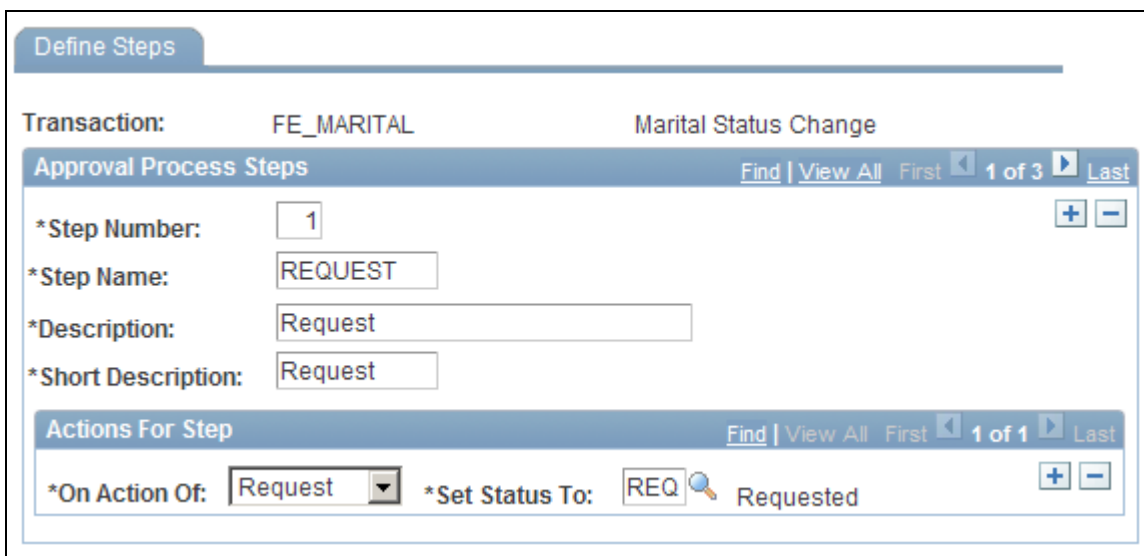 Define Steps
Transaction: FE_MARITAL Marital Status Change
Approval Process Steps Find | View All First 1 of 3 Last
*Step Number: 1
*Step Name: REQUEST
*Description: Request
*Short Description: Request
Actions For Step Find | View All First 1 of 1 Last
*On Action Of: Request *Set Status To: REQ Requested